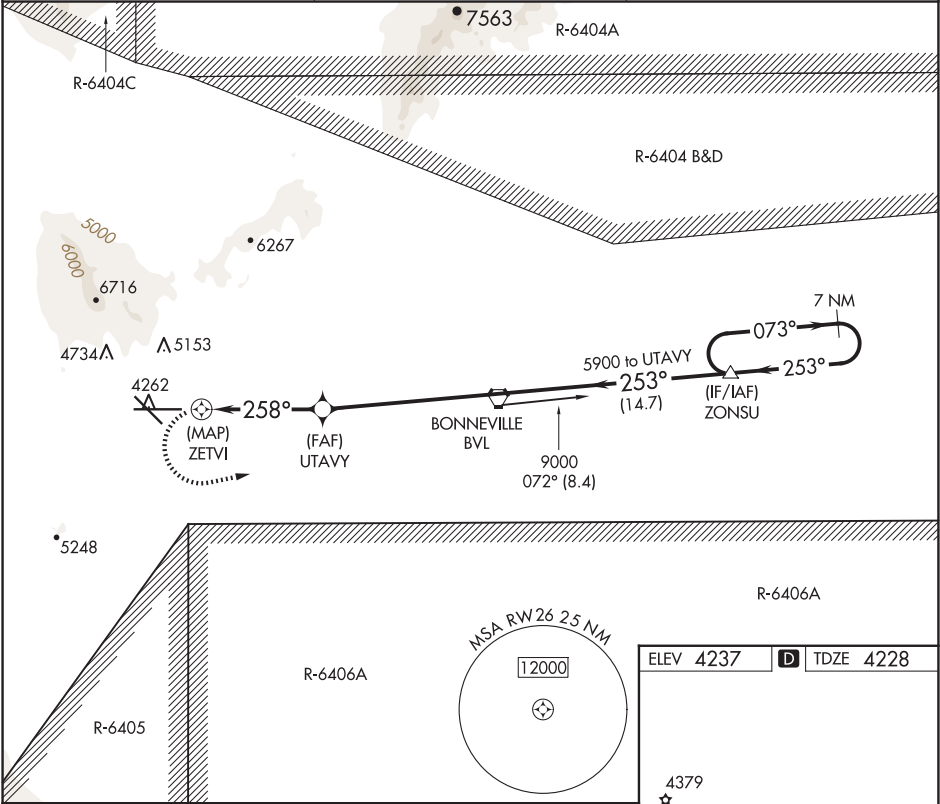 7563
R-6404A
R-6404C
R-6404 B&D
5000
6000
6267
6716
7 NM
073°
4734
5153
5900 to UTAVY
253°
253°
(14.7)
(IF/IAF)
ZONSU
4262
258°
(MAP)
ZETVI
(FAF)
UTAVY
BONNEVILLE
BVL
9000
072° (8.4)
5248
R-6406A
MSA RW26 25 NM
12000
R-6406A
R-6405
ELEV 4237 D TDZE 4228
4379